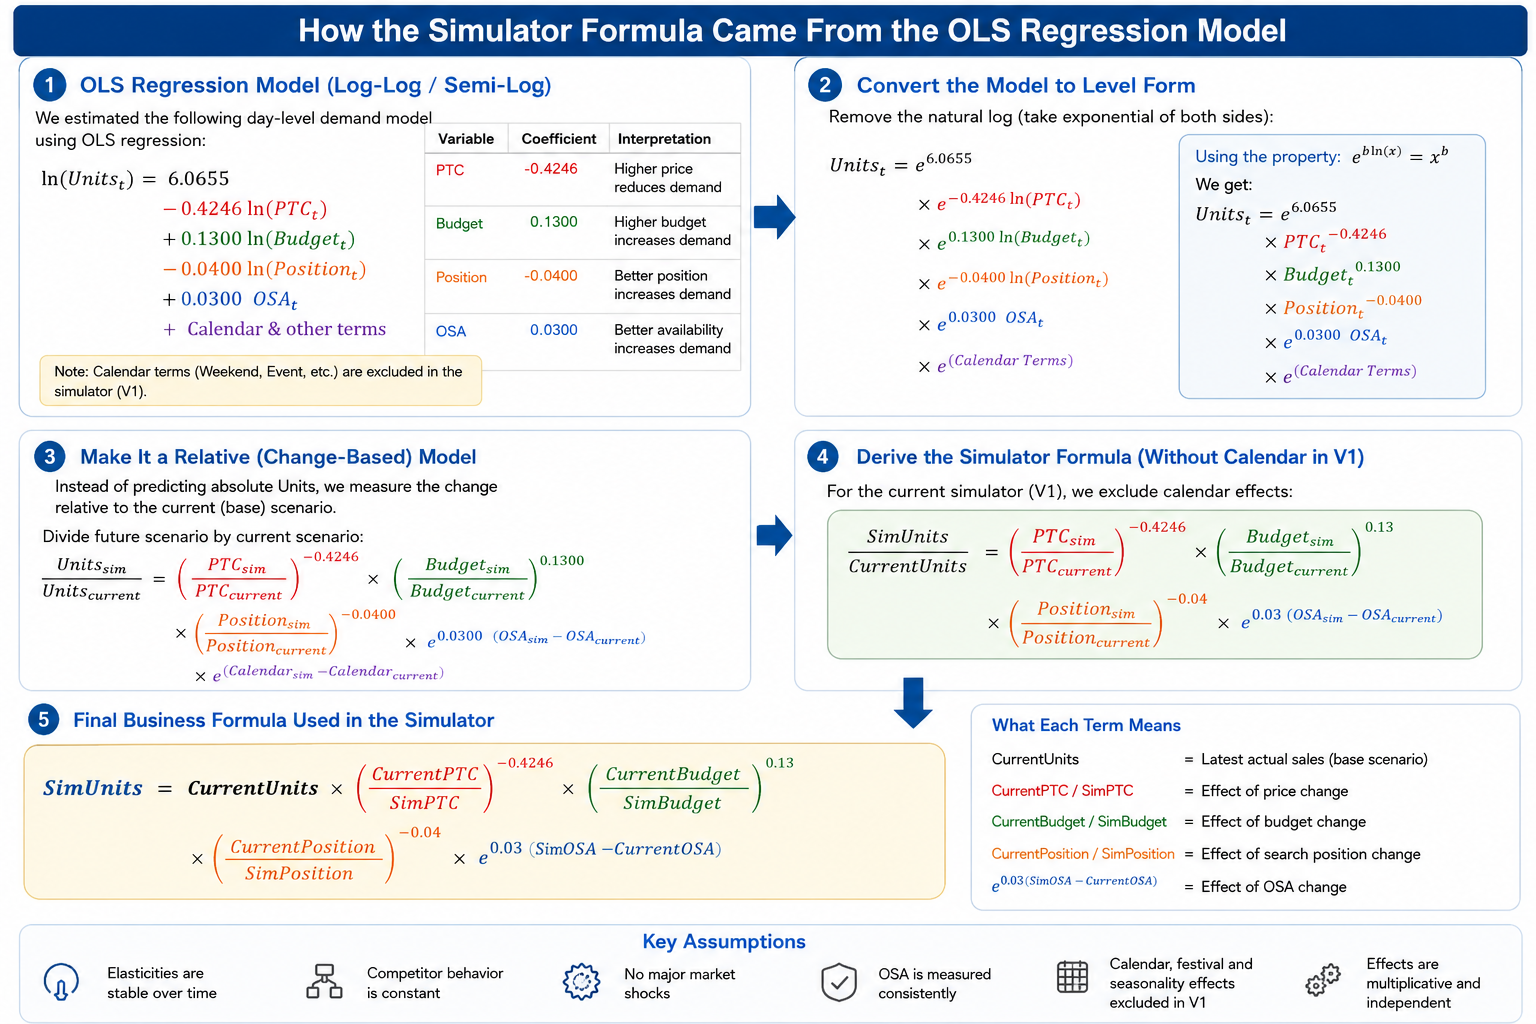 How the Simulator Formula Came From the OLS Regression Model
1 OLS Regression Model (Log-Log / Semi-Log)
We estimated the following day-level demand model
using OLS regression:
ln(Units_t) = 6.0655
− 0.4246 ln(PTC_t)
+ 0.1300 ln(Budget_t)
− 0.0400 ln(Position_t)
+ 0.0300 OSA_t
+ Calendar & other terms
Variable Coefficient Interpretation
PTC -0.4246 Higher price
reduces demand
Budget 0.1300 Higher budget
increases demand
Position -0.0400 Better position
increases demand
OSA 0.0300 Better availability
increases demand
Note: Calendar terms (Weekend, Event, etc.) are excluded in the
simulator (V1).
2 Convert the Model to Level Form
Remove the natural log (take exponential of both sides):
Units_t = e^6.0655
× e^(−0.4246 ln(PTC_t))
× e^(0.1300 ln(Budget_t))
× e^(−0.0400 ln(Position_t))
× e^(0.0300 OSA_t)
× e^(Calendar Terms)
Using the property: e^(b ln(x)) = x^b
We get:
Units_t = e^6.0655
× PTC_t^−0.4246
× Budget_t^0.1300
× Position_t^−0.0400
× e^(0.0300 OSA_t)
× e^(Calendar Terms)
3 Make It a Relative (Change-Based) Model
Instead of predicting absolute Units, we measure the change
relative to the current (base) scenario.
Divide future scenario by current scenario:
Units_sim / Units_current = (PTC_sim / PTC_current)^−0.4246 × (Budget_sim / Budget_current)^0.1300
× (Position_sim / Position_current)^−0.0400 × e^(0.0300 (OSA_sim − OSA_current))
× e^(Calendar_sim − Calendar_current)
4 Derive the Simulator Formula (Without Calendar in V1)
For the current simulator (V1), we exclude calendar effects:
SimUnits / CurrentUnits = (PTC_sim / PTC_current)^−0.4246 × (Budget_sim / Budget_current)^0.13
× (Position_sim / Position_current)^−0.04 × e^(0.03 (OSA_sim − OSA_current))
5 Final Business Formula Used in the Simulator
SimUnits = CurrentUnits × (CurrentPTC / SimPTC)^−0.4246 × (CurrentBudget / SimBudget)^0.13
× (CurrentPosition / SimPosition)^−0.04 × e^(0.03 (SimOSA − CurrentOSA))
What Each Term Means
CurrentUnits = Latest actual sales (base scenario)
CurrentPTC / SimPTC = Effect of price change
CurrentBudget / SimBudget = Effect of budget change
CurrentPosition / SimPosition = Effect of search position change
e^(0.03(SimOSA − CurrentOSA)) = Effect of OSA change
Key Assumptions
Elasticities are
stable over time
Competitor behavior
is constant
No major market
shocks
OSA is measured
consistently
Calendar, festival and
seasonality effects
excluded in V1
Effects are
multiplicative and
independent